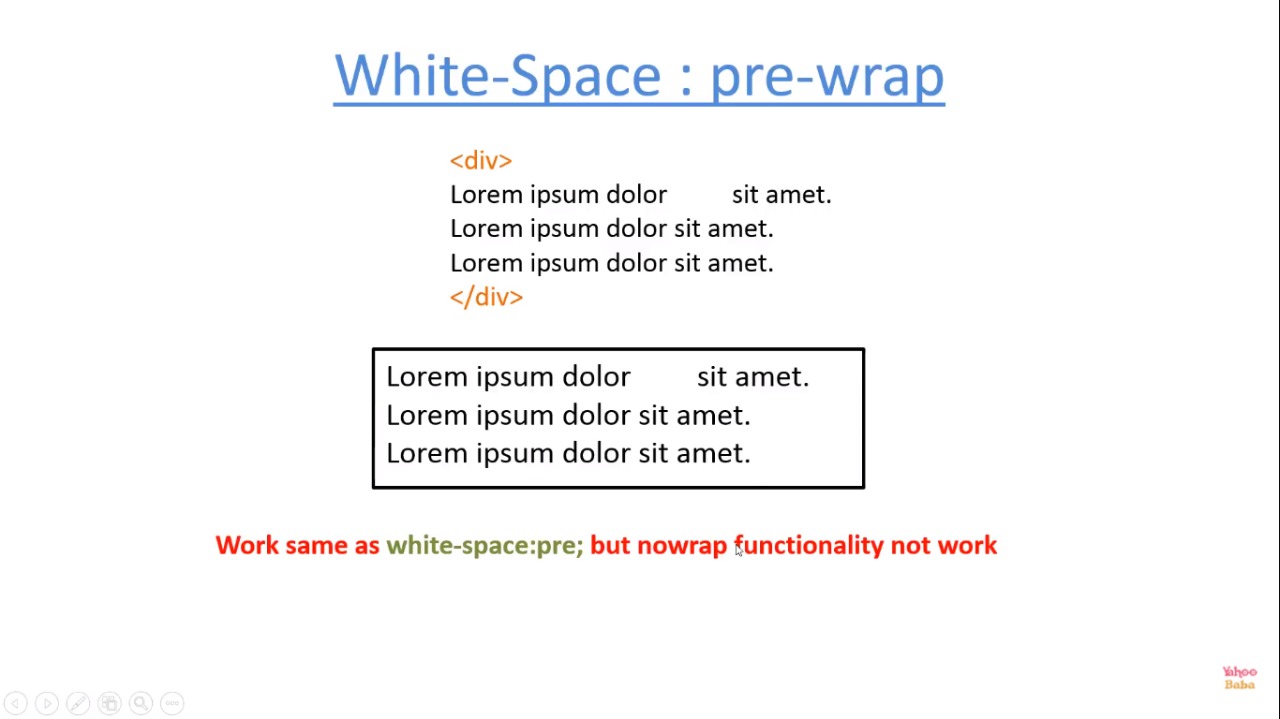 White-Space : pre-wrap
<div>
Lorem ipsum dolor         sit amet.
Lorem ipsum dolor sit amet.
Lorem ipsum dolor sit amet.
</div>
Lorem ipsum dolor         sit amet.
Lorem ipsum dolor sit amet.
Lorem ipsum dolor sit amet.
Work same as white-space:pre; but nowrap functionality not work
Yahoo
Baba